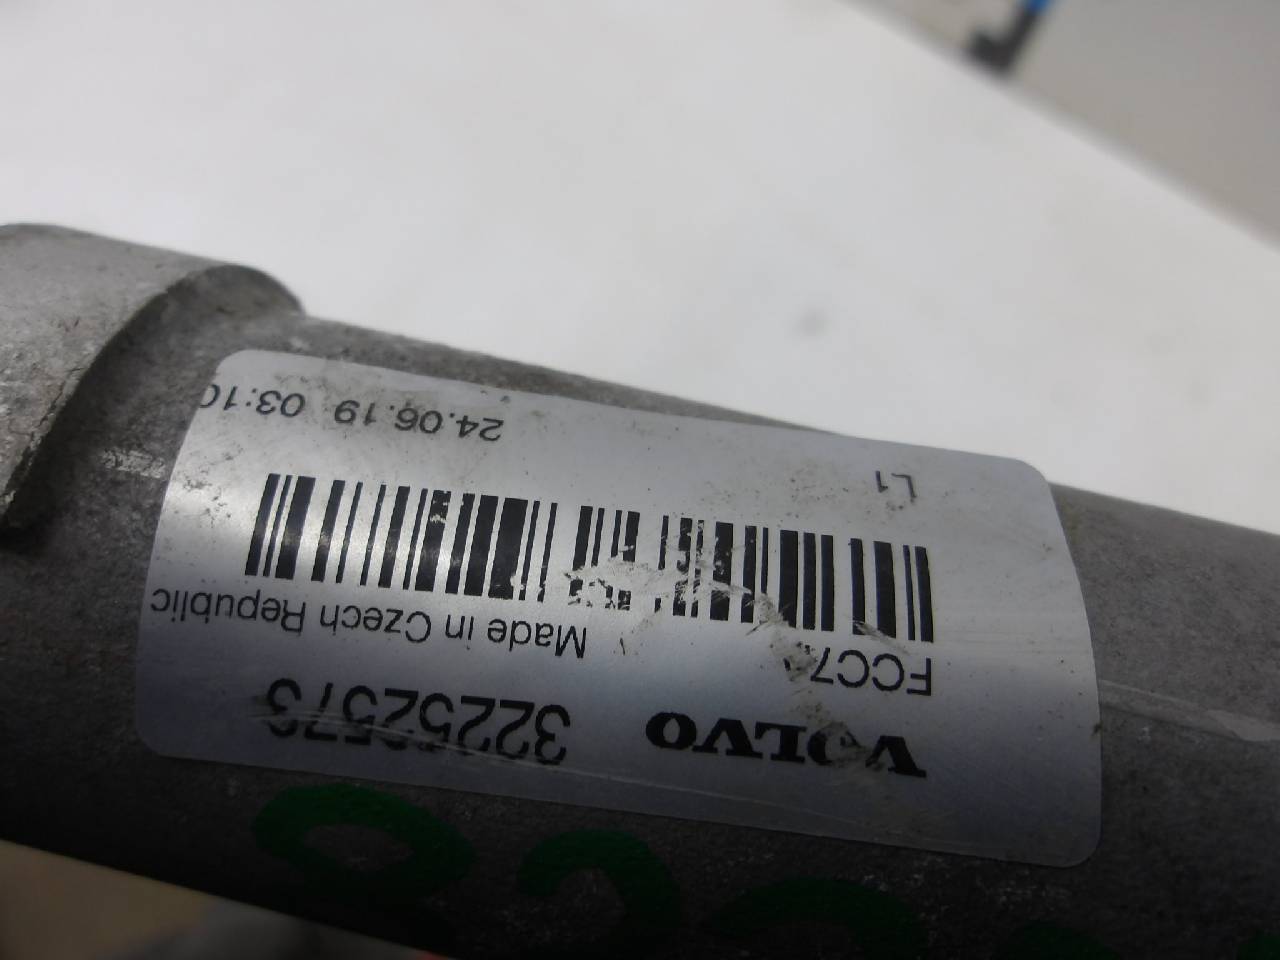 VOLVO 32252573
FCC7
Made in Czech Republic
L1
24.06.19 03:10